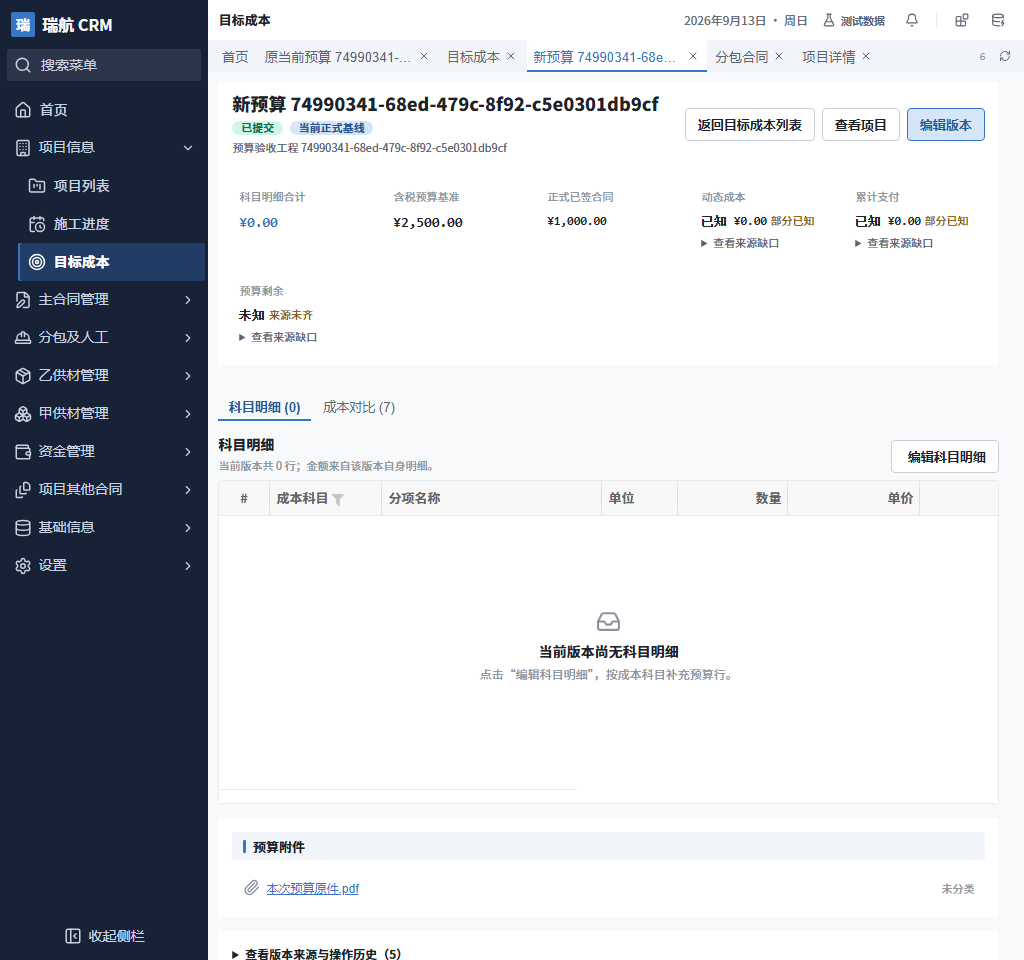 瑞 瑞航 CRM
搜索菜单
首页
项目信息
项目列表
施工进度
目标成本
主合同管理
分包及人工
乙供材管理
甲供材管理
资金管理
项目其他合同
基础信息
设置
收起侧栏
目标成本
2026年9月13日 · 周日 测试数据
首页 原当前预算 74990341-... × 目标成本 × 新预算 74990341-68e... × 分包合同 × 项目详情 × 6
新预算 74990341-68ed-479c-8f92-c5e0301db9cf
已提交 当前正式基线
预算验收工程 74990341-68ed-479c-8f92-c5e0301db9cf
返回目标成本列表 查看项目 编辑版本
科目明细合计
¥0.00
含税预算基准
¥2,500.00
正式已签合同
¥1,000.00
动态成本
已知 ¥0.00 部分已知
▶ 查看来源缺口
累计支付
已知 ¥0.00 部分已知
▶ 查看来源缺口
预算剩余
未知 来源未齐
▶ 查看来源缺口
科目明细 (0) 成本对比 (7)
科目明细
当前版本共 0 行；金额来自该版本自身明细。
编辑科目明细
# 成本科目 分项名称 单位 数量 单价
当前版本尚无科目明细
点击“编辑科目明细”，按成本科目补充预算行。
预算附件
本次预算原件.pdf 未分类
▶ 查看版本来源与操作历史（5）